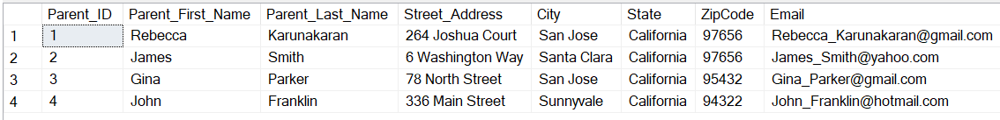 Parent_ID Parent_First_Name Parent_Last_Name Street_Address City State ZipCode Email
1 1 Rebecca Karunakaran 264 Joshua Court San Jose California 97656 Rebecca_Karunakaran@gmail.com
2 2 James Smith 6 Washington Way Santa Clara California 97656 James_Smith@yahoo.com
3 3 Gina Parker 78 North Street San Jose California 95432 Gina_Parker@gmail.com
4 4 John Franklin 336 Main Street Sunnyvale California 94322 John_Franklin@hotmail.com